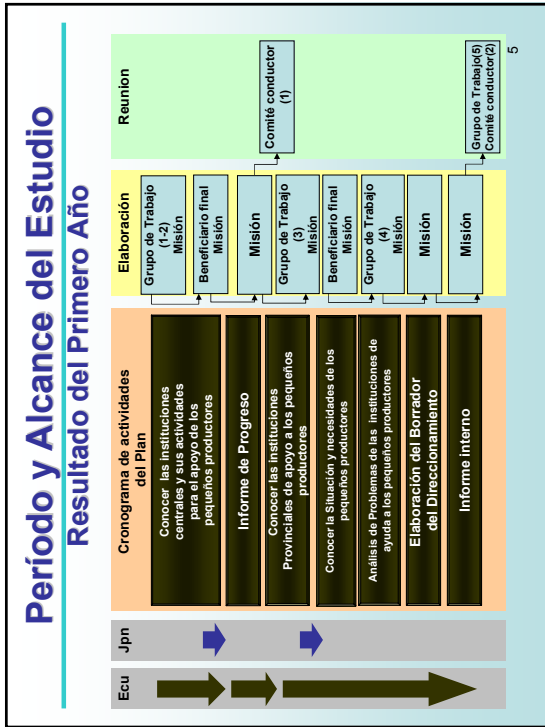 Período y Alcance del Estudio
Resultado del Primero Año
Ecu
Jpn
Cronograma de actividades
del Plan
Elaboración
Reunion
Conocer las instituciones
centrales y sus actividades
para el apoyo de los
pequeños productores
Informe de Progreso
Conocer las instituciones
Provinciales de apoyo a los pequeños
productores
Conocer la Situación y necesidades de los
pequeños productores
Análisis de Problemas de las instituciones de
ayuda a los pequeños productores
Elaboración del Borrador
del Direccionamiento
Informe interno
Grupo de Trabajo
(1-2)
Misión
Beneficiario final
Misión
Misión
Grupo de Trabajo
(3)
Misión
Beneficiario final
Misión
Grupo de Trabajo
(4)
Misión
Misión
Misión
Comité conductor
(1)
Grupo de Trabajo(5)
Comité conductor(2)
5